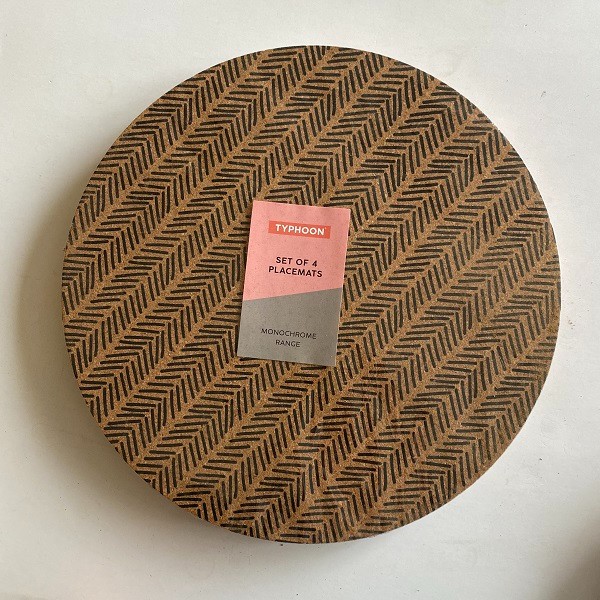 TYPHOON
SET OF 4
PLACEMATS
MONOCHROME
RANGE